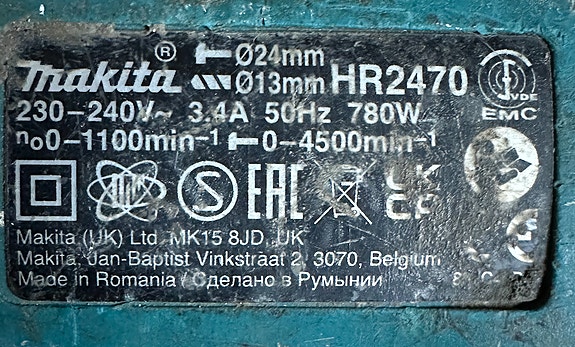 makita® Ø24mm
Ø13mm HR2470
230-240V~ 3.4A 50Hz 780W
n₀0-1100min⁻¹ 0-4500min⁻¹
VDE
EMC
S EAC UK CA
Makita (UK) Ltd. MK15 8JD, UK
Makita. Jan-Baptist Vinkstraat 2, 3070, Belgium
Made in Romania / Сделано в Румынии